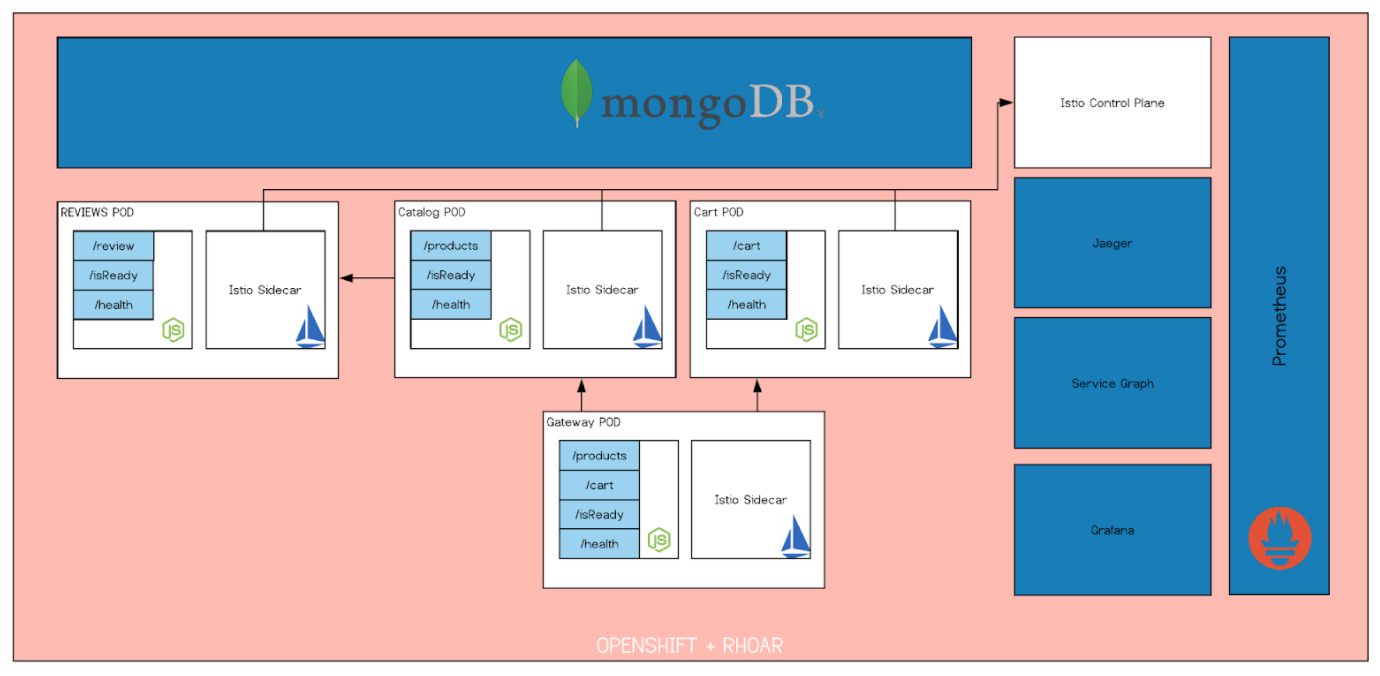 mongoDB
Istio Control Plane
REVIEWS POD
/review
/isReady
/health
JS
Istio Sidecar
Catalog POD
/products
/isReady
/health
JS
Istio Sidecar
Cart POD
/cart
/isReady
/health
JS
Istio Sidecar
Gateway POD
/products
/cart
/isReady
/health
JS
Istio Sidecar
Jaeger
Service Graph
Grafana
Prometheus
OPENSHIFT + RHOAR